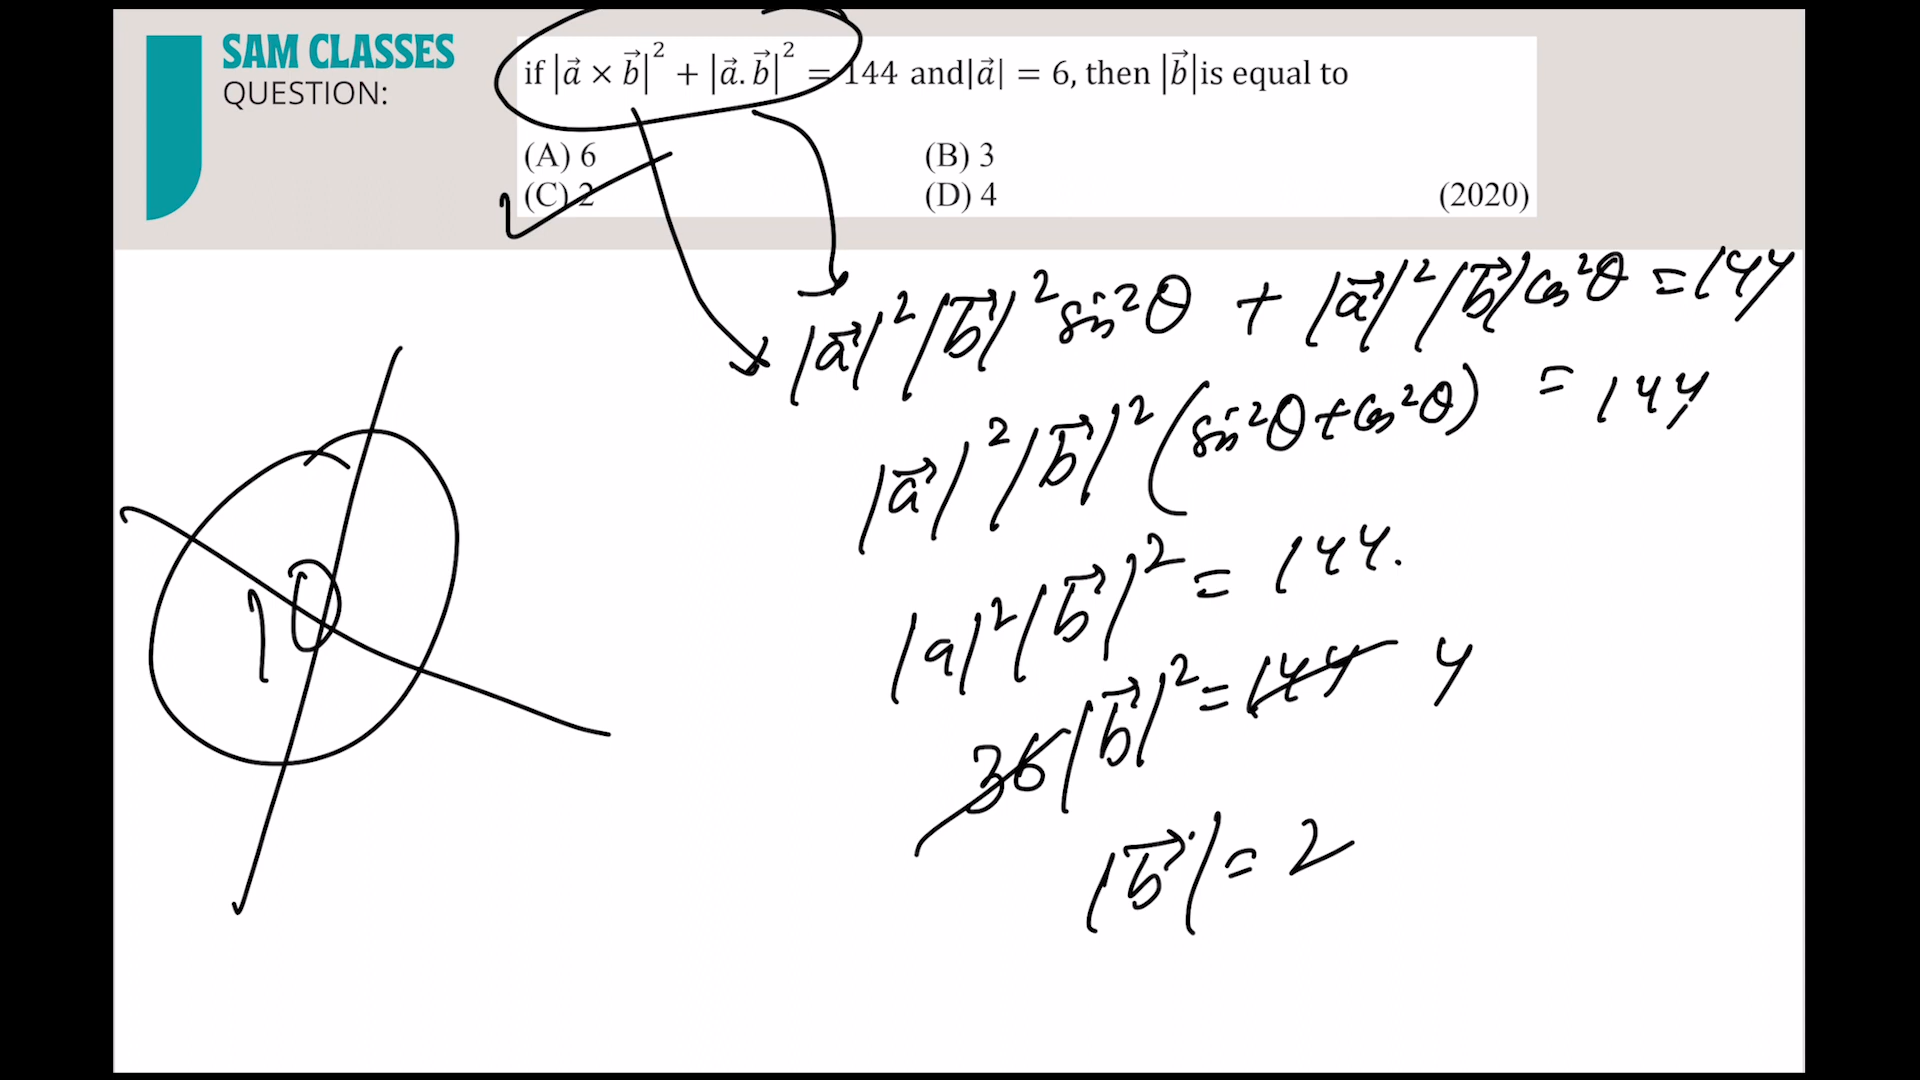 SAM CLASSES
QUESTION:
if |a⃗ × b⃗|² + |a⃗. b⃗|² = 144 and|a⃗| = 6, then |b⃗|is equal to
(A) 6 (B) 3
(C) 2 (D) 4 (2020)
|a⃗|²|b⃗|² sin²θ + |a⃗|²|b⃗|cos²θ = 144
|a⃗|²|b⃗|²(sin²θ+cos²θ) = 144
|a|²|b⃗|² = 144.
36|b⃗|² = 144 4
|b⃗| = 2
10